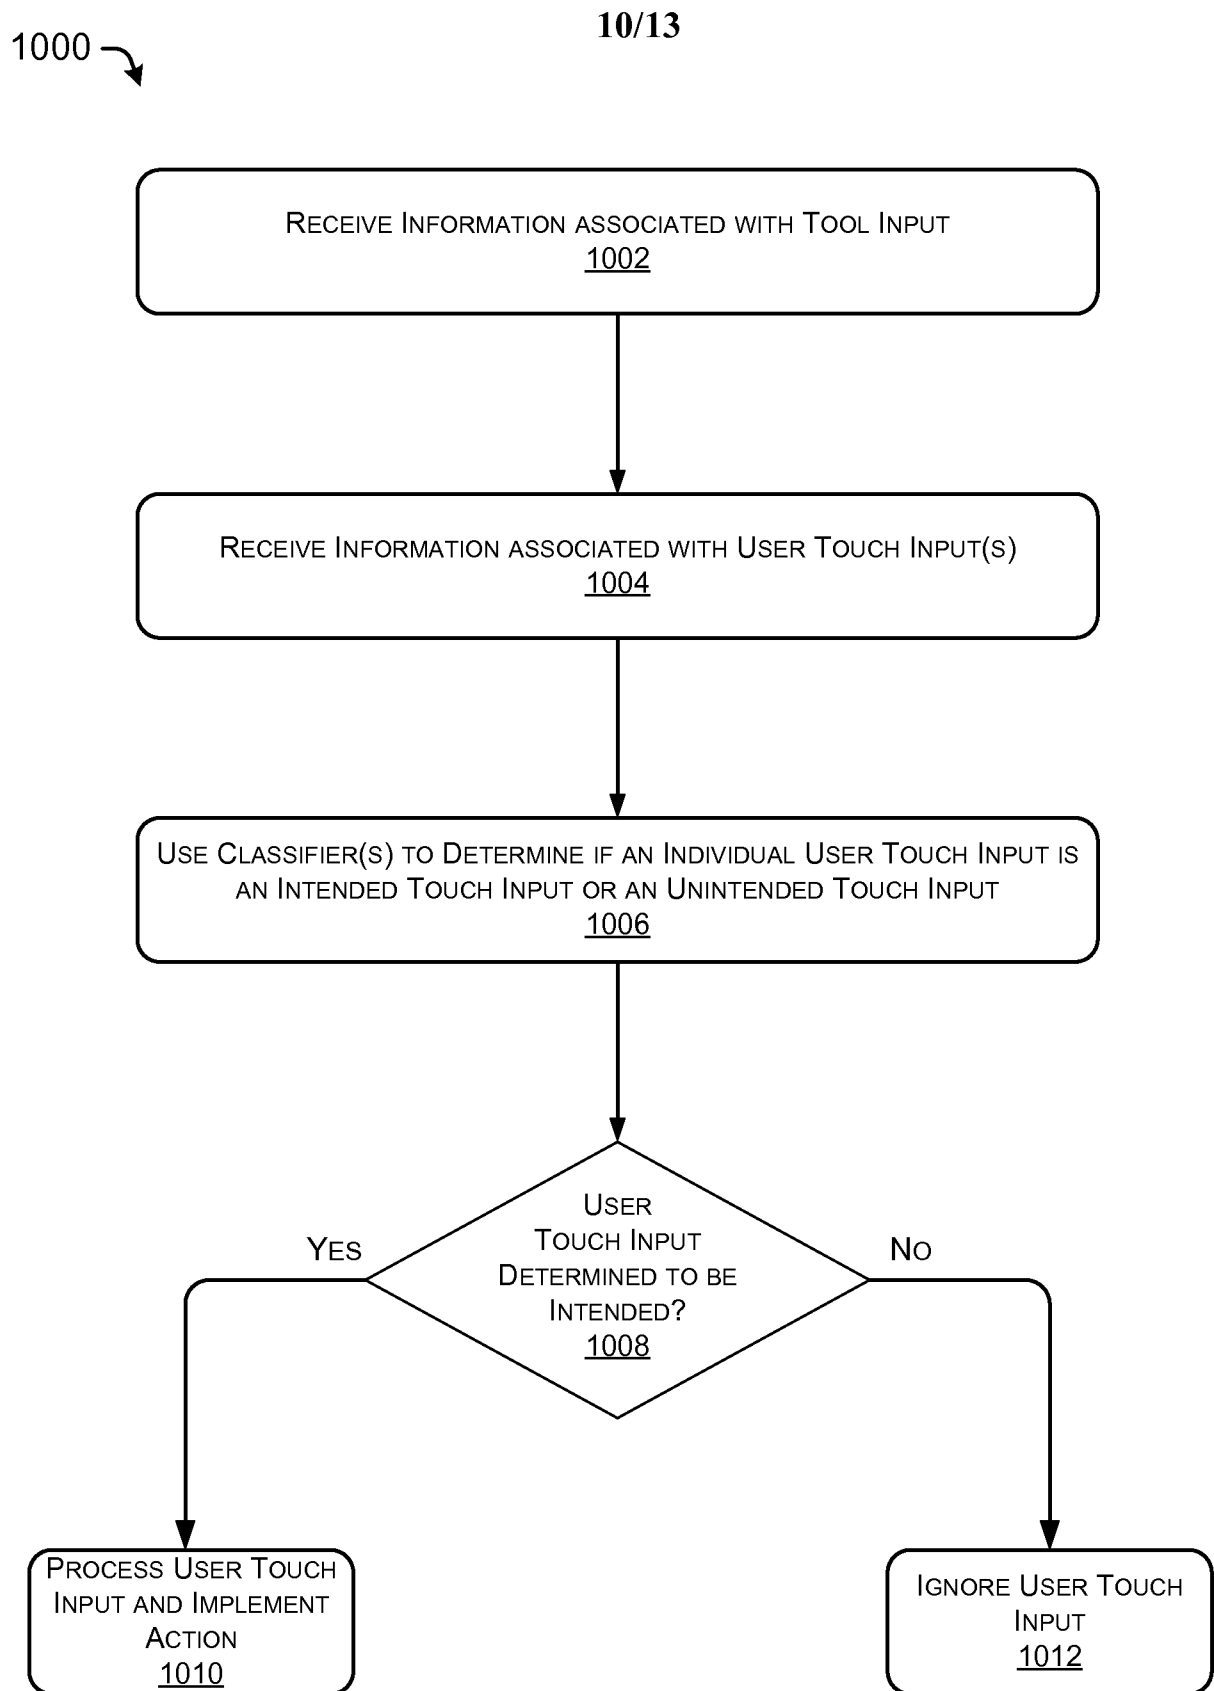 10/13
1000
RECEIVE INFORMATION ASSOCIATED WITH TOOL INPUT
1002
RECEIVE INFORMATION ASSOCIATED WITH USER TOUCH INPUT(S)
1004
USE CLASSIFIER(S) TO DETERMINE IF AN INDIVIDUAL USER TOUCH INPUT IS
AN INTENDED TOUCH INPUT OR AN UNINTENDED TOUCH INPUT
1006
USER
TOUCH INPUT
DETERMINED TO BE
INTENDED?
1008
YES
NO
PROCESS USER TOUCH
INPUT AND IMPLEMENT
ACTION
1010
IGNORE USER TOUCH
INPUT
1012